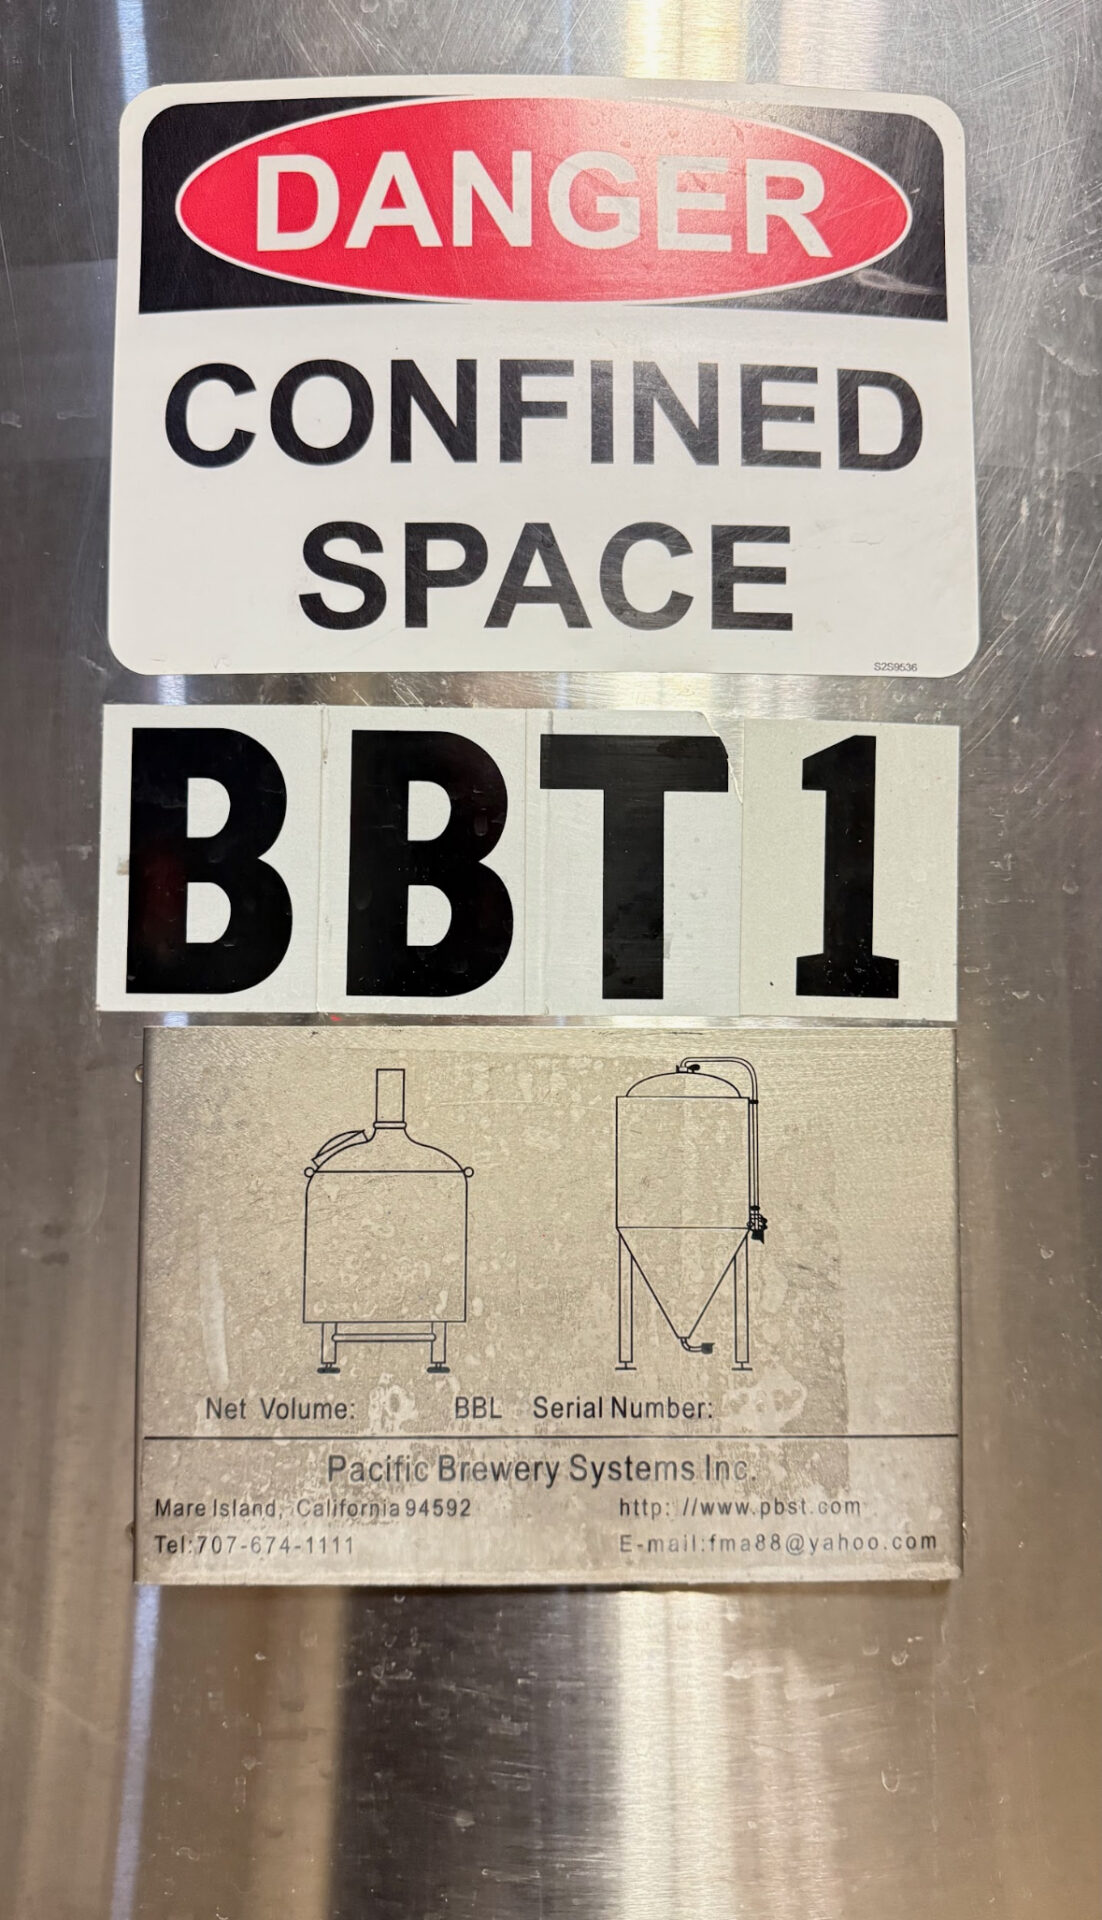 DANGER
CONFINED
SPACE
S2S9536
BBT1
Net Volume: BBL Serial Number:
Pacific Brewery Systems Inc.
Mare Island, California 94592 http: //www.pbst.com
Tel:707-674-1111 E-mail:fma88@yahoo.com